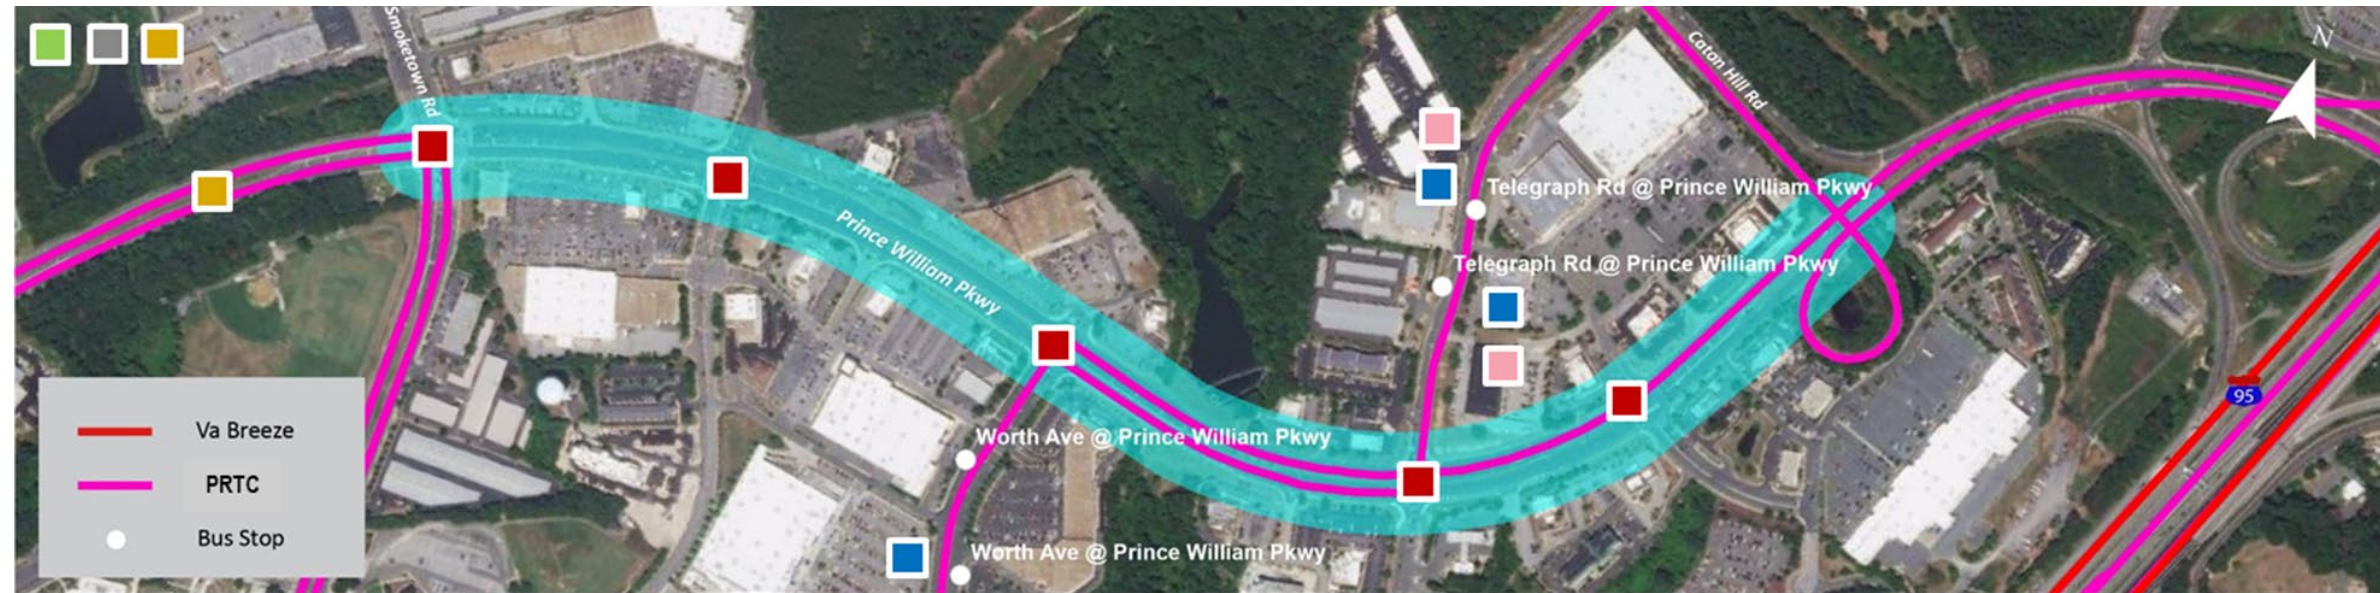 Smoketown Rd
Caton Hill Rd
N
Telegraph Rd @ Prince William Pkwy
Prince William Pkwy
Telegraph Rd @ Prince William Pkwy
95
Va Breeze
Worth Ave @ Prince William Pkwy
PRTC
Bus Stop
Worth Ave @ Prince William Pkwy